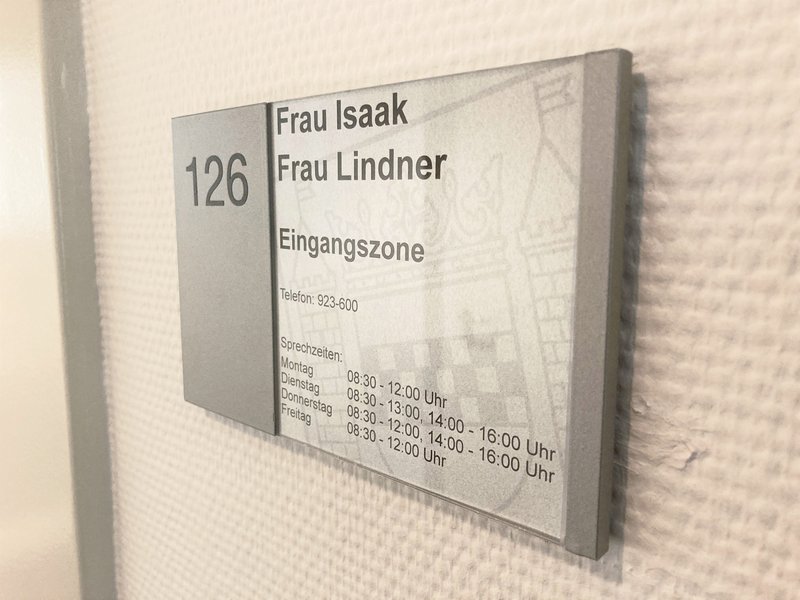 126
Frau Isaak
Frau Lindner
Eingangszone
Telefon: 923-600
Sprechzeiten:
Montag 08:30 - 12:00 Uhr
Dienstag 08:30 - 13:00, 14:00 - 16:00 Uhr
Donnerstag 08:30 - 12:00, 14:00 - 16:00 Uhr
Freitag 08:30 - 12:00 Uhr